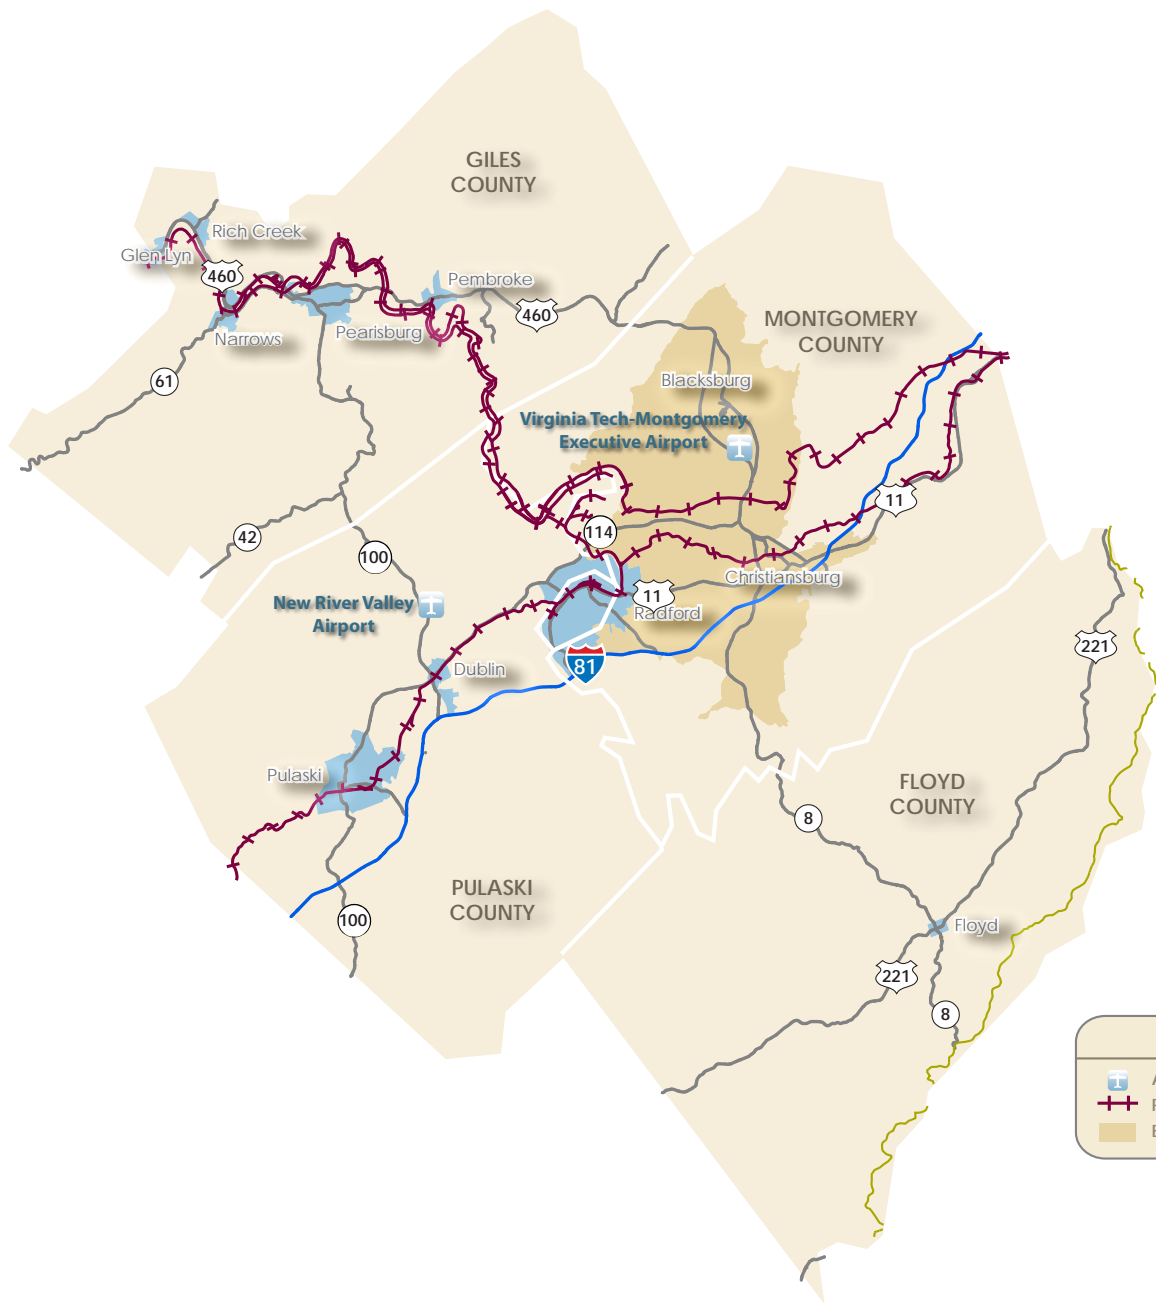 GILES
COUNTY
Rich Creek
Glen Lyn
460
Pembroke
460
MONTGOMERY
COUNTY
Narrows
Pearisburg
61
Blacksburg
Virginia Tech-Montgomery
Executive Airport
11
42
114
100
Christiansburg
11
New River Valley
Airport
Radford
221
81
Dublin
Pulaski
FLOYD
COUNTY
8
PULASKI
COUNTY
100
Floyd
221
8